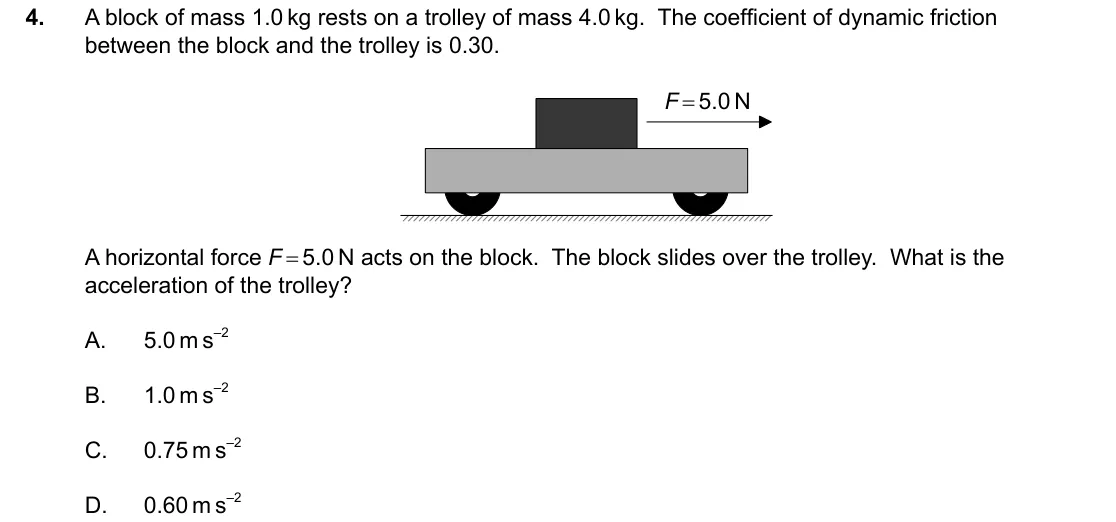 4. A block of mass 1.0 kg rests on a trolley of mass 4.0 kg. The coefficient of dynamic friction
between the block and the trolley is 0.30.
F=5.0 N
A horizontal force F=5.0 N acts on the block. The block slides over the trolley. What is the
acceleration of the trolley?
A. 5.0 m s⁻²
B. 1.0 m s⁻²
C. 0.75 m s⁻²
D. 0.60 m s⁻²